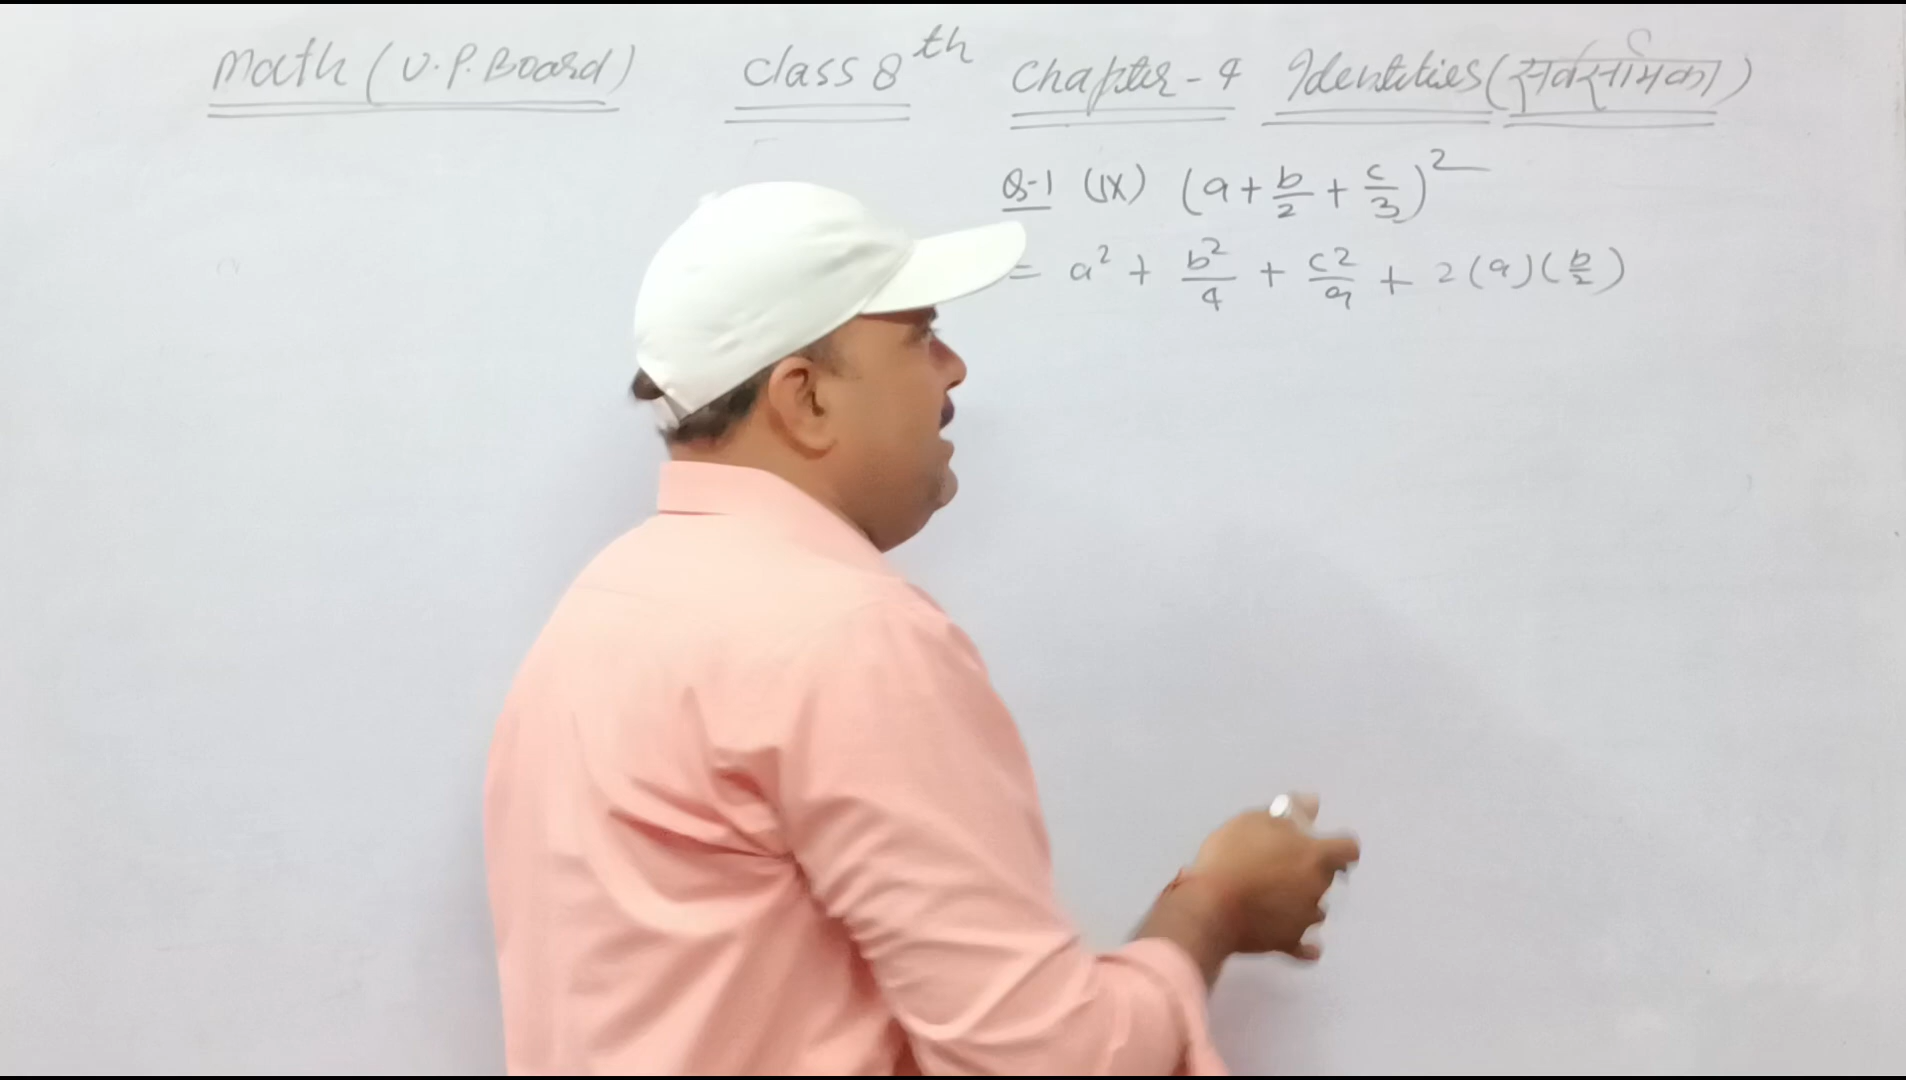 Math (U.P. Board) Class 8th Chapter-4 Identities (सर्वसमिका)
Q-1 (ix) (a + b/2 + c/3)²
= a² + b²/4 + c²/9 + 2(a)(b/2)